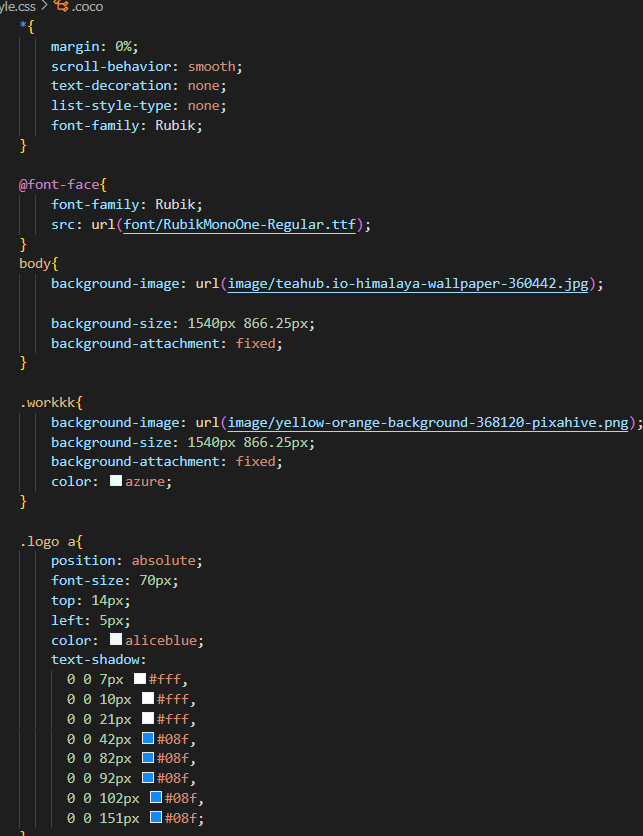 yle.css > .coco
*{
margin: 0%;
scroll-behavior: smooth;
text-decoration: none;
list-style-type: none;
font-family: Rubik;
}
@font-face{
font-family: Rubik;
src: url(font/RubikMonoOne-Regular.ttf);
}
body{
background-image: url(image/teahub.io-himalaya-wallpaper-360442.jpg);
background-size: 1540px 866.25px;
background-attachment: fixed;
}
.workkk{
background-image: url(image/yellow-orange-background-368120-pixahive.png);
background-size: 1540px 866.25px;
background-attachment: fixed;
color: azure;
}
.logo a{
position: absolute;
font-size: 70px;
top: 14px;
left: 5px;
color: aliceblue;
text-shadow:
0 0 7px #fff,
0 0 10px #fff,
0 0 21px #fff,
0 0 42px #08f,
0 0 82px #08f,
0 0 92px #08f,
0 0 102px #08f,
0 0 151px #08f;
}